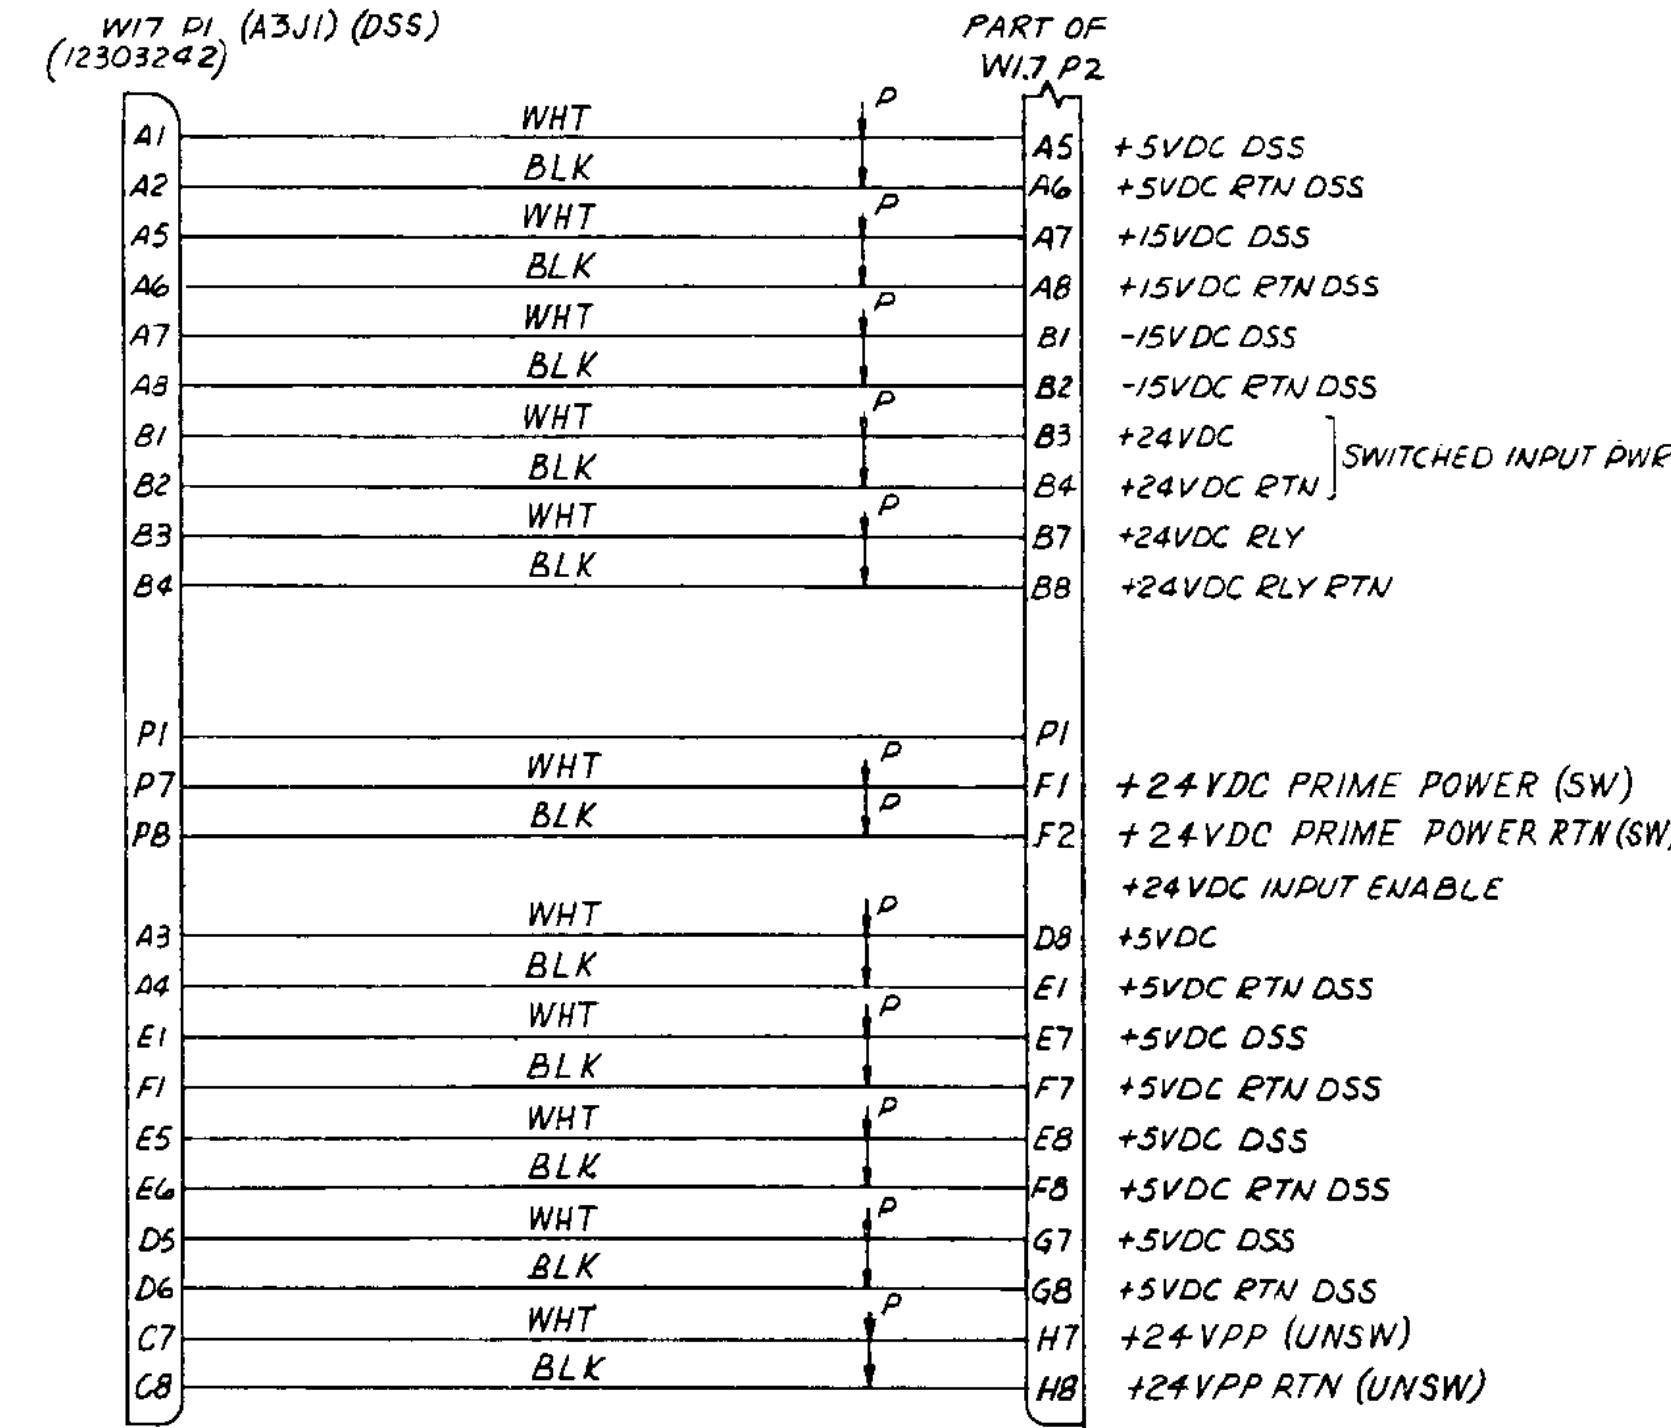 W17 P1 (A3J1) (DSS)
(12303242)
PART OF
W17 P2
A1 WHT P A5 +5VDC DSS
A2 BLK A6 +5VDC RTN DSS
A5 WHT P A7 +15VDC DSS
A6 BLK A8 +15VDC RTN DSS
A7 WHT P B1 -15VDC DSS
A8 BLK B2 -15VDC RTN DSS
B1 WHT P B3 +24VDC
SWITCHED INPUT PWR
B2 BLK B4 +24VDC RTN
B3 WHT P B7 +24VDC RLY
B4 BLK B8 +24VDC RLY RTN
P1 P1
P7 WHT P F1 +24VDC PRIME POWER (SW)
P8 BLK P F2 +24VDC PRIME POWER RTN (SW)
+24VDC INPUT ENABLE
A3 WHT P D8 +5VDC
A4 BLK E1 +5VDC RTN DSS
E1 WHT P E7 +5VDC DSS
F1 BLK F7 +5VDC RTN DSS
E5 WHT P E8 +5VDC DSS
E6 BLK F8 +5VDC RTN DSS
D5 WHT P G7 +5VDC DSS
D6 BLK G8 +5VDC RTN DSS
C7 WHT P H7 +24VPP (UNSW)
C8 BLK H8 +24VPP RTN (UNSW)